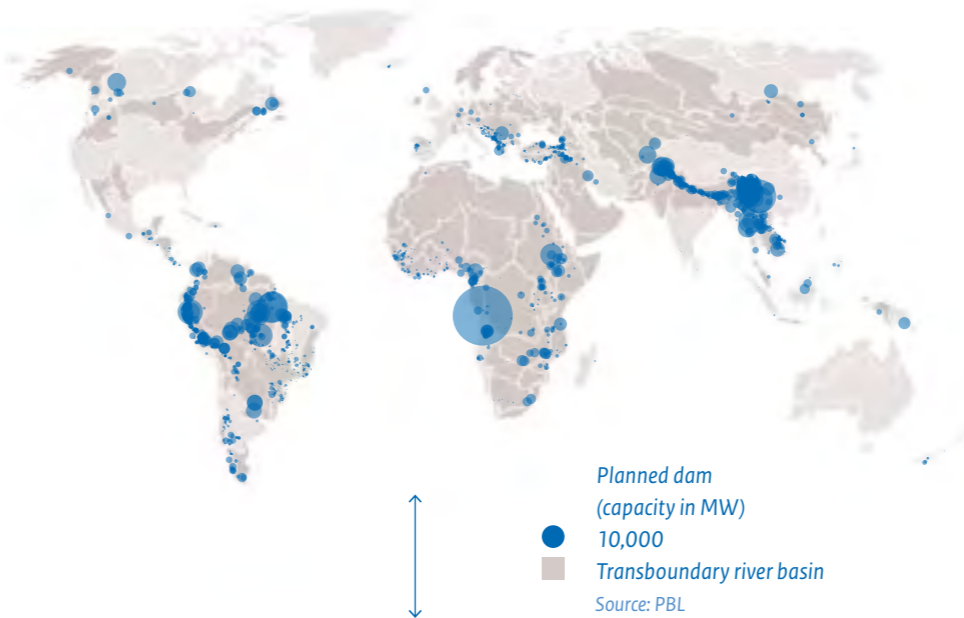 Planned dam
(capacity in MW)
10,000
Transboundary river basin
Source: PBL